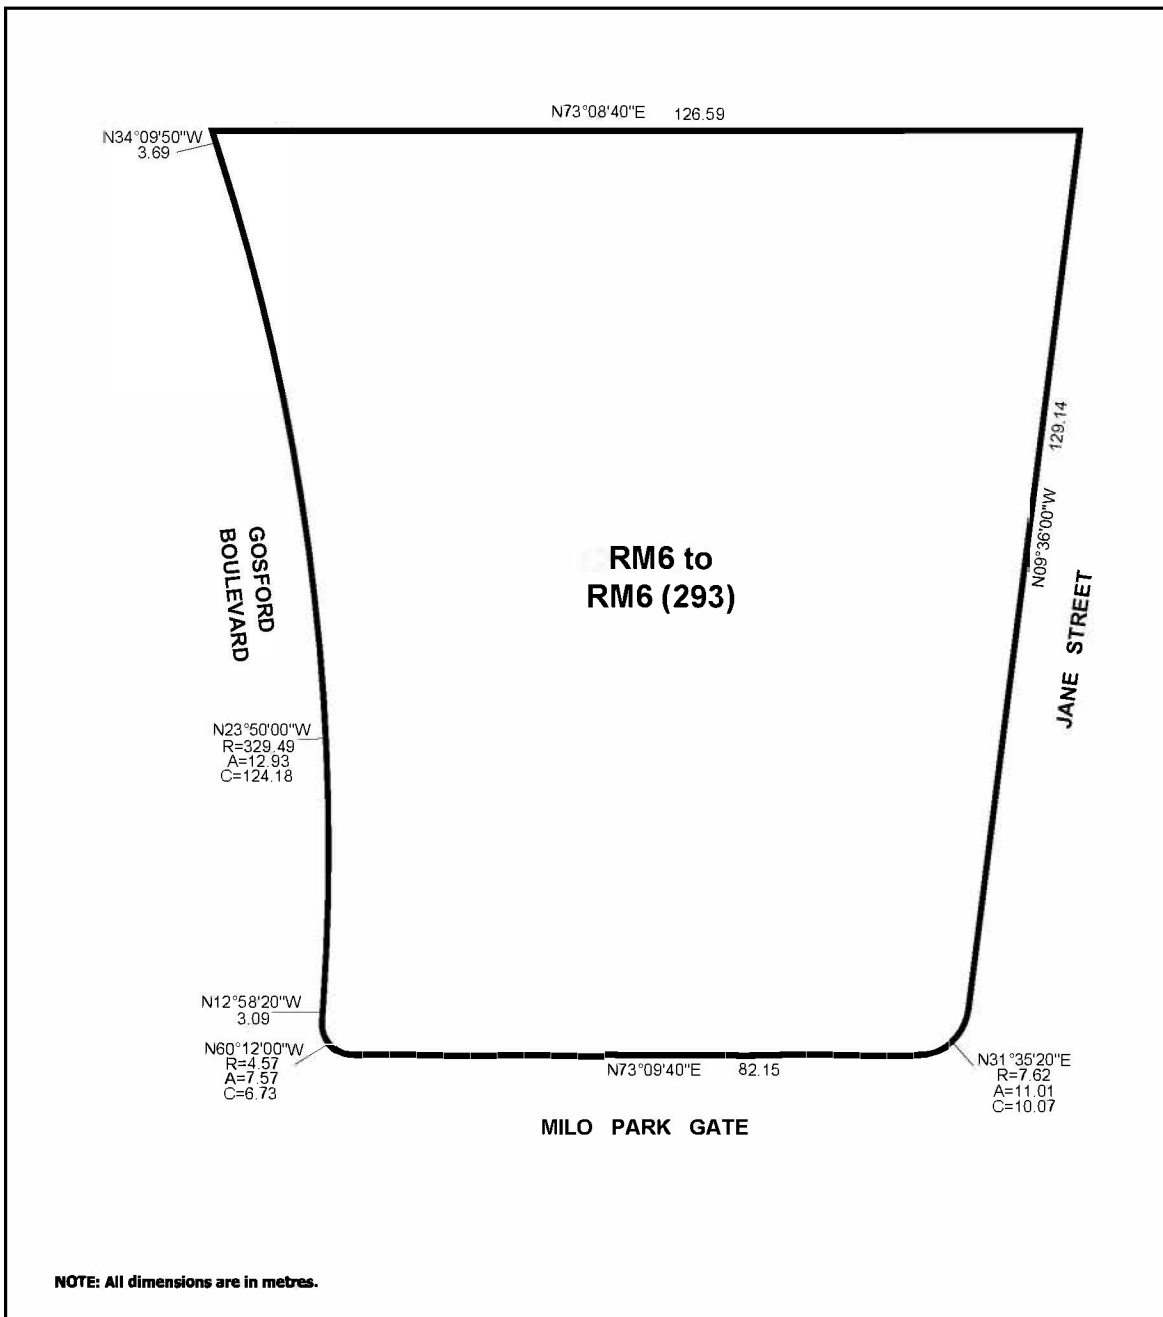 N73°08'40"E 126.59
N34°09'50"W
3.69
129.14
N09°36'00"W
GOSFORD
BOULEVARD
RM6 to
RM6 (293)
JANE STREET
N23°50'00"W
R=329.49
A=12.93
C=124.18
N12°58'20"W
3.09
N60°12'00"W
R=4.57
A=7.57
C=6.73
N73°09'40"E 82.15
N31°35'20"E
R=7.62
A=11.01
C=10.07
MILO PARK GATE
NOTE: All dimensions are in metres.